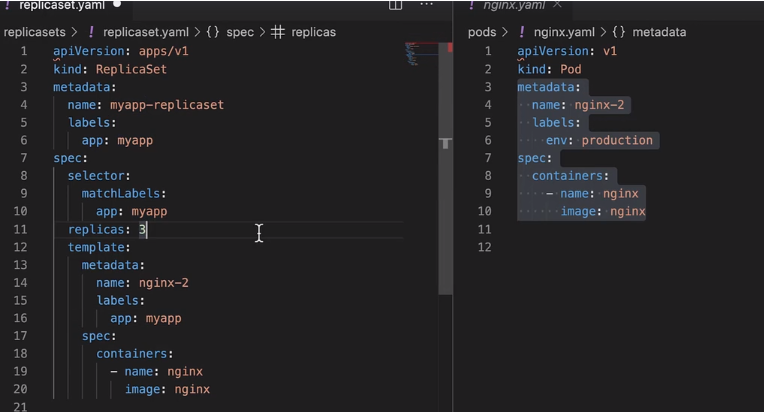 ! replicaset.yaml ●
replicasets > ! replicaset.yaml > {} spec > replicas
1 apiVersion: apps/v1
2 kind: ReplicaSet
3 metadata:
4 name: myapp-replicaset
5 labels:
6 app: myapp
7 spec:
8 selector:
9 matchLabels:
10 app: myapp
11 replicas: 3
12 template:
13 metadata:
14 name: nginx-2
15 labels:
16 app: myapp
17 spec:
18 containers:
19 - name: nginx
20 image: nginx
21
! nginx.yaml ×
pods > ! nginx.yaml > {} metadata
1 apiVersion: v1
2 kind: Pod
3 metadata:
4 name: nginx-2
5 labels:
6 env: production
7 spec:
8 containers:
9 - name: nginx
10 image: nginx
11
12